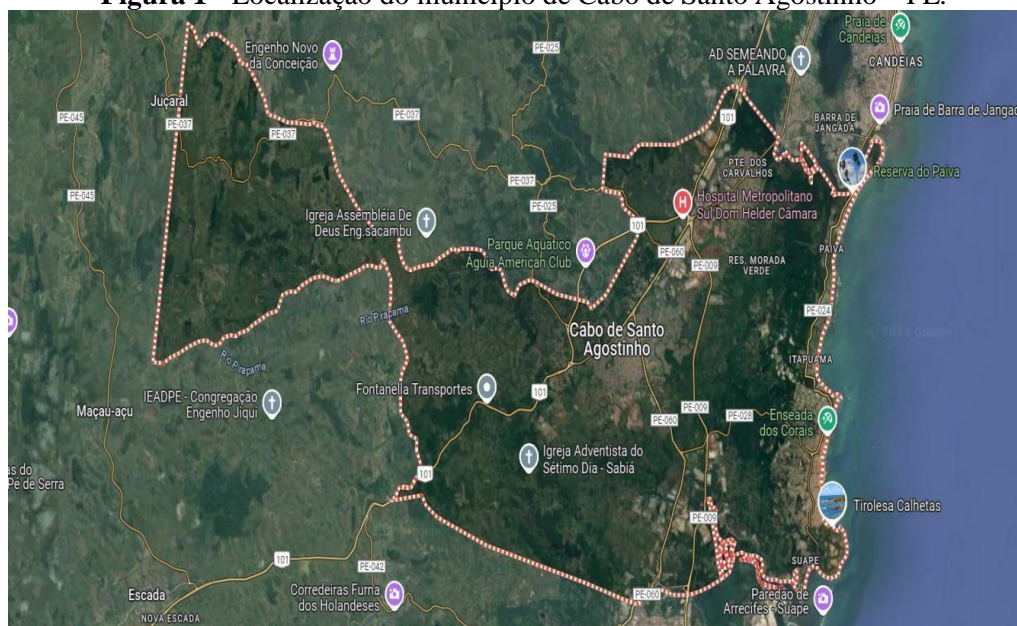 Figura 1 - Localização do município de Cabo de Santo Agostinho – PE.
Praia de
Candeias
CANDEIAS
Engenho Novo
da Conceição
PE-025
AD SEMEANDO
A PALAVRA
Juçaral
PE-045
PE-037
PE-037
PE-037
101
BARRA DE
JANGADA
Praia de Barra de Jangad
PTE. DOS
CARVALHOS
Reserva do Paiva
PE-045
PE-037
PE-025
Hospital Metropolitano
Sul Dom Helder Câmara
Igreja Assembléia De
Deus Eng.sacambu
101
Parque Aquático
Águia American Club
PE-060
PE-009
RES. MORADA
VERDE
PAIVA
PE-024
Rio Pirapama
Cabo de Santo
Agostinho
ITAPUAMA
Rio Pirapama
IEADPE - Congregação
Engenho Jiqui
Fontanella Transportes
101
Maçau-açu
PE-060
PE-009
PE-028
Enseada
dos Corais
Igreja Adventista do
Sétimo Dia - Sabiá
101
as do
Pé de Serra
Tirolesa Calhetas
PE-009
101
PE-042
SUAPE
Escada
Corredeiras Furna
dos Holandeses
PE-060
Paredão de
Arrecifes - Suape
NOVA ESCADA